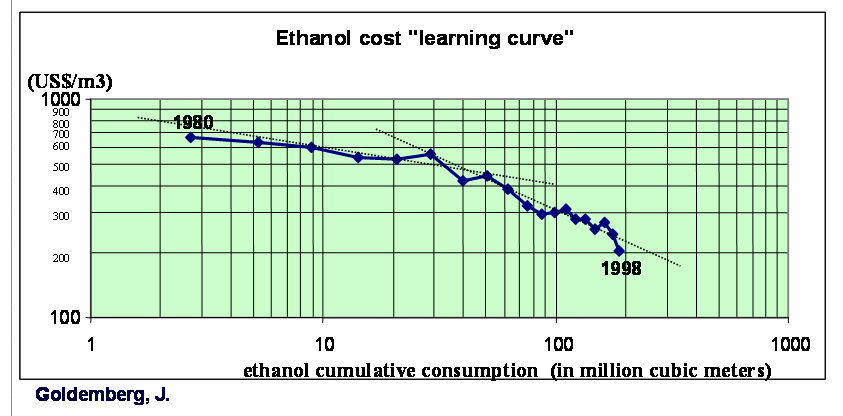 Ethanol cost "learning curve"
(US$/m3)
1000
900
800
700
600
500
400
300
200
100
1980
1998
1 10 100 1000
ethanol cumulative consumption (in million cubic meters)
Goldemberg, J.